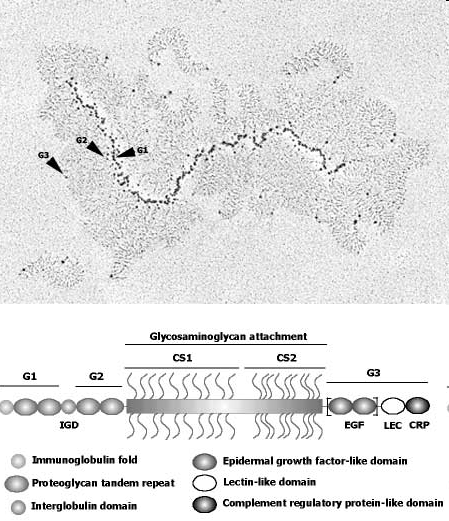 G2
G1
G3
Glycosaminoglycan attachment
CS1 CS2
G1 G2 G3
IGD EGF LEC CRP
Immunoglobulin fold
Proteoglycan tandem repeat
Interglobulin domain
Epidermal growth factor-like domain
Lectin-like domain
Complement regulatory protein-like domain